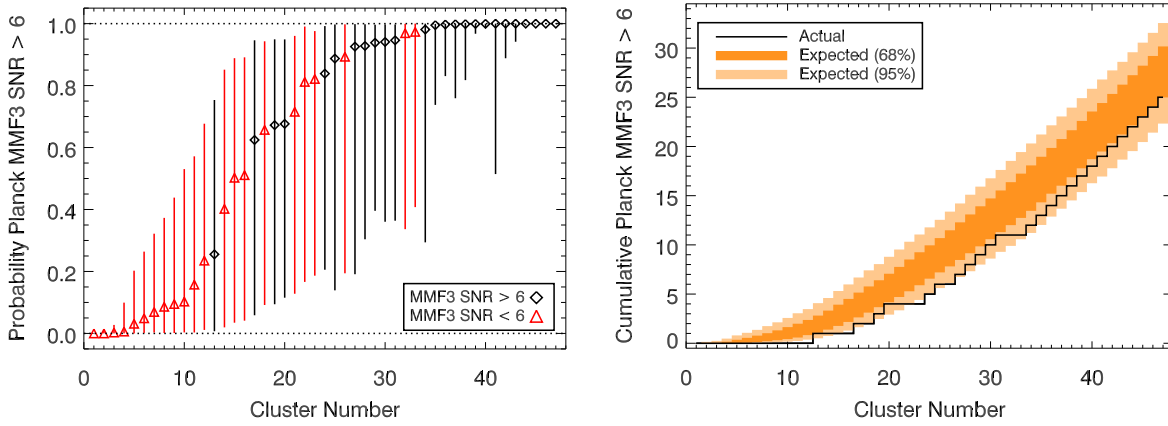 Probability Planck MMF3 SNR > 6
1.0
0.8
0.6
0.4
0.2
0.0
MMF3 SNR > 6
MMF3 SNR < 6
0 10 20 30 40
Cluster Number
Cumulative Planck MMF3 SNR > 6
30
25
20
15
10
5
0
Actual
Expected (68%)
Expected (95%)
0 10 20 30 40
Cluster Number